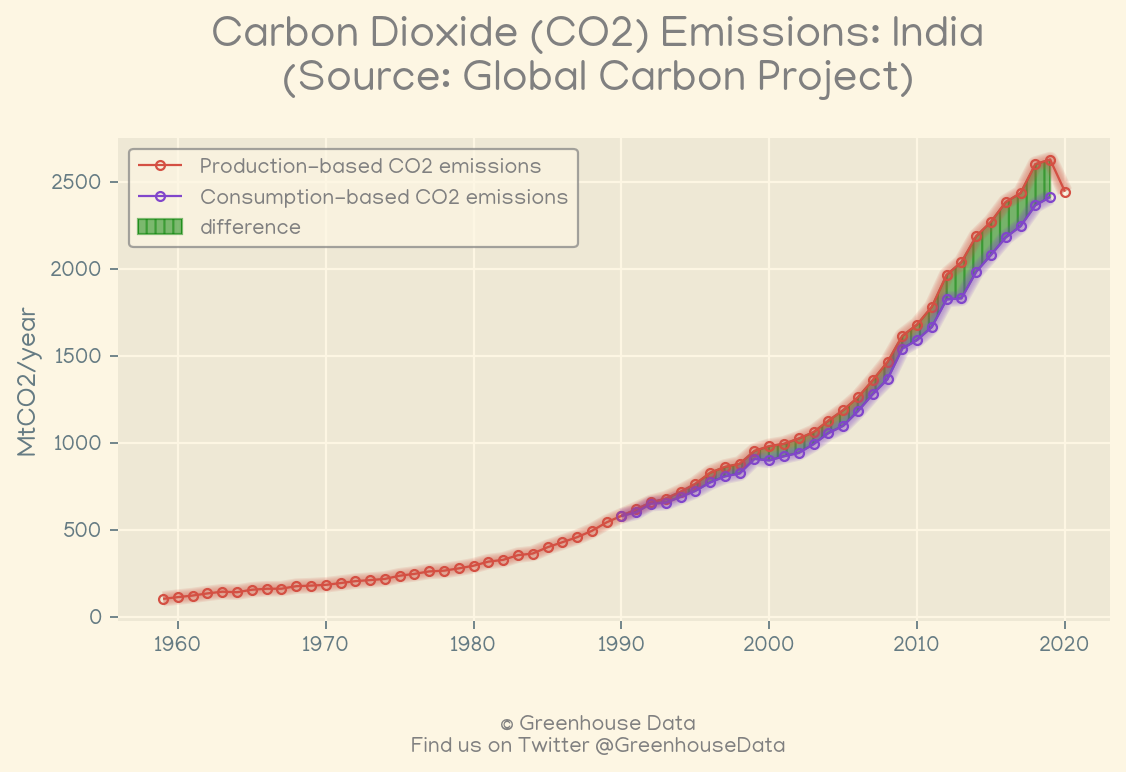 Carbon Dioxide (CO2) Emissions: India
(Source: Global Carbon Project)
Production-based CO2 emissions
Consumption-based CO2 emissions
difference
MtCO2/year
2500
2000
1500
1000
500
0
1960 1970 1980 1990 2000 2010 2020
© Greenhouse Data
Find us on Twitter @GreenhouseData